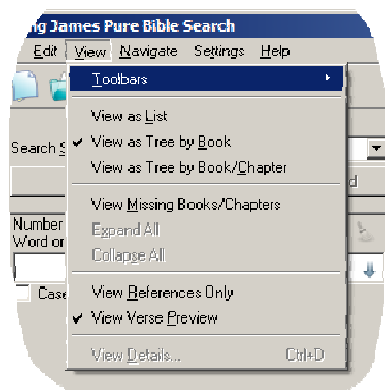 ng James Pure Bible Search
Edit View Navigate Settings Help
Toolbars
View as List
Search S
View as Tree by Book
View as Tree by Book/Chapter
d
View Missing Books/Chapters
Number
Expand All
Word or
Collapse All
Case
View References Only
View Verse Preview
View Details... Ctrl+D